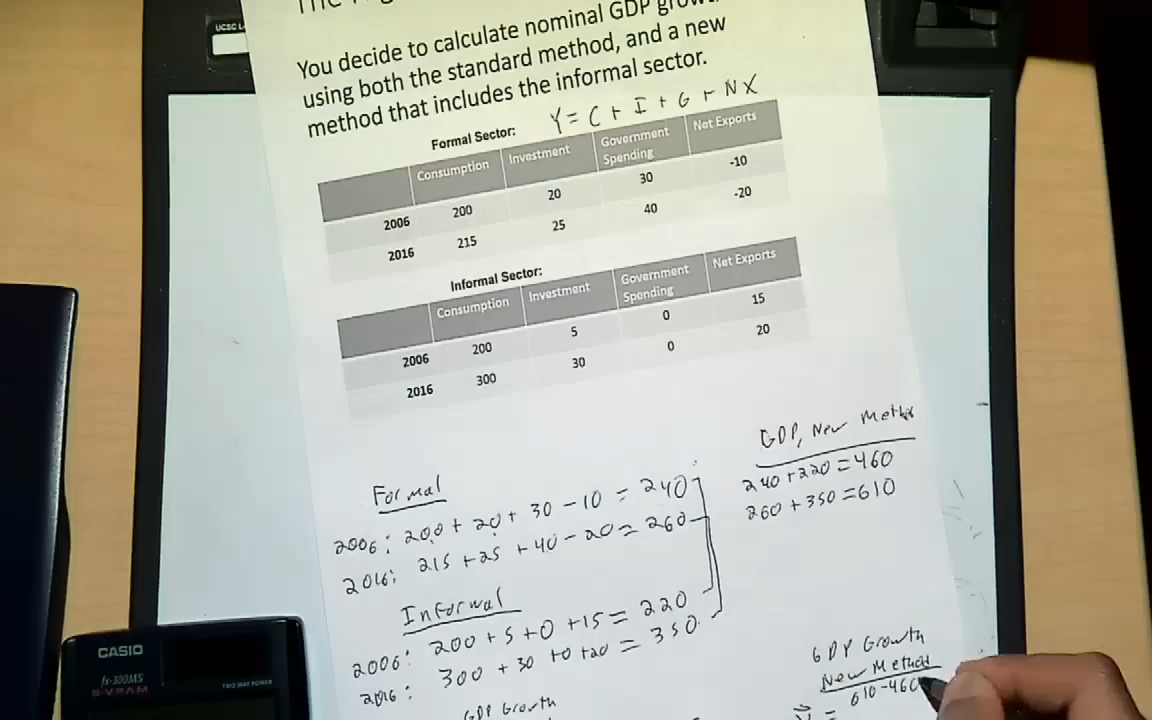 UCSC
You decide to calculate nominal GDP
using both the standard method, and a new
method that includes the informal sector.
Y = C + I + G + NX
Formal Sector:
Consumption Investment Government Spending Net Exports
2006 200 20 30 -10
2016 215 25 40 -20
Informal Sector:
Consumption Investment Government Spending Net Exports
2006 200 5 0 15
2016 300 30 0 20
GDP, New Method
240 + 220 = 460
260 + 350 = 610
Formal
2006: 200 + 20 + 30 - 10 = 240
2016: 215 + 25 + 40 - 20 = 260
Informal
2006: 200 + 5 + 0 + 15 = 220
2016: 300 + 30 + 0 + 20 = 350
GDP Growth
GDP Growth
New Method
610-460
=
CASIO
fx-300MS
S-V.P.A.M.
TWO WAY POWER